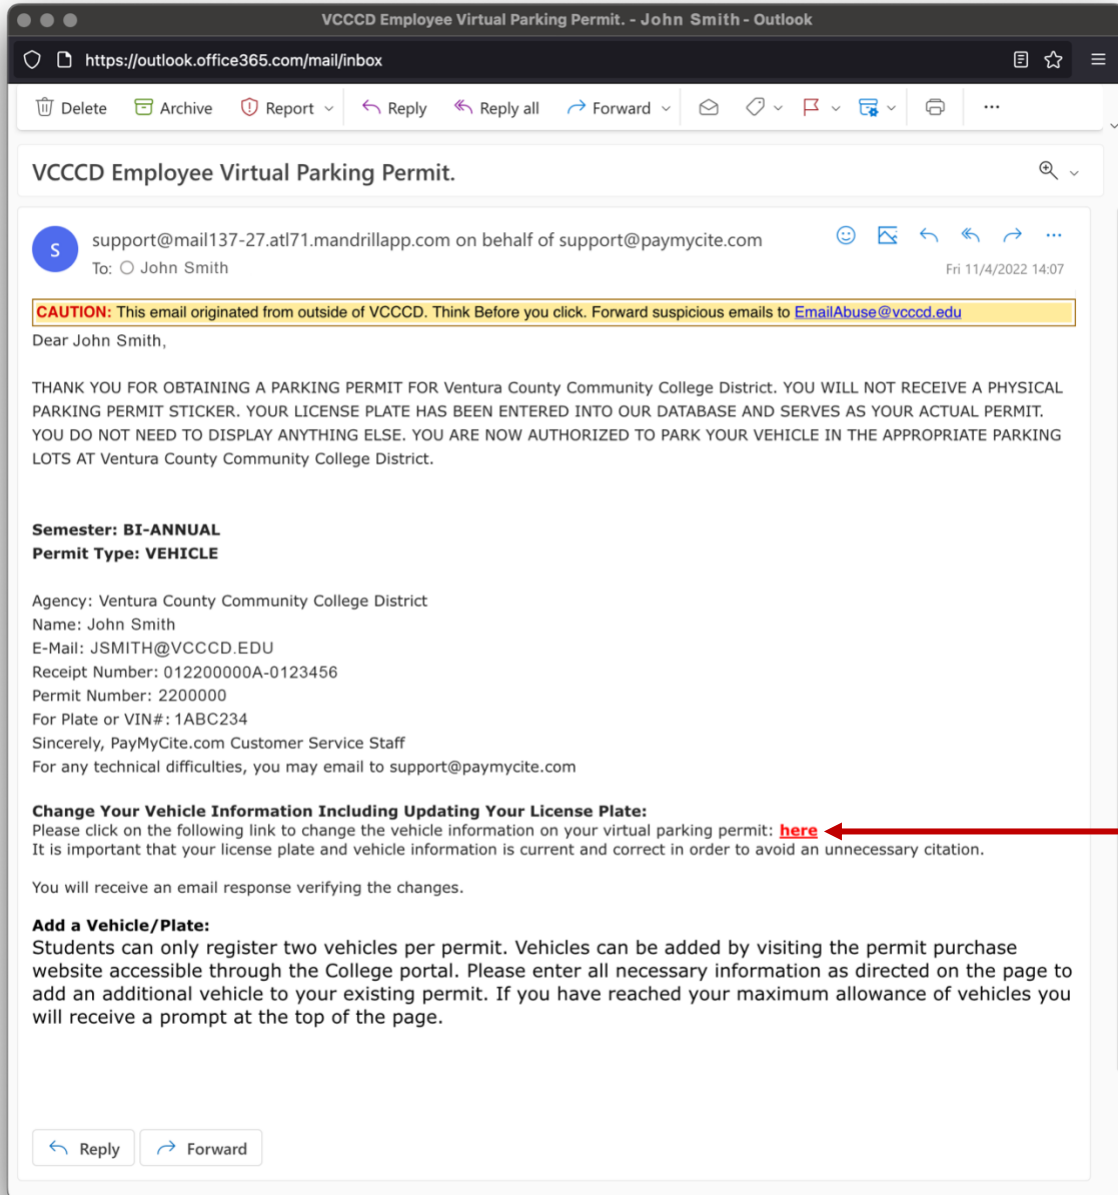 VCCCD Employee Virtual Parking Permit. - John Smith - Outlook
https://outlook.office365.com/mail/inbox
Delete Archive Report Reply Reply all Forward
VCCCD Employee Virtual Parking Permit.
S
support@mail137-27.atl71.mandrillapp.com on behalf of support@paymycite.com
To: John Smith
Fri 11/4/2022 14:07
CAUTION: This email originated from outside of VCCCD. Think Before you click. Forward suspicious emails to EmailAbuse@vcccd.edu
Dear John Smith,
THANK YOU FOR OBTAINING A PARKING PERMIT FOR Ventura County Community College District. YOU WILL NOT RECEIVE A PHYSICAL
PARKING PERMIT STICKER. YOUR LICENSE PLATE HAS BEEN ENTERED INTO OUR DATABASE AND SERVES AS YOUR ACTUAL PERMIT.
YOU DO NOT NEED TO DISPLAY ANYTHING ELSE. YOU ARE NOW AUTHORIZED TO PARK YOUR VEHICLE IN THE APPROPRIATE PARKING
LOTS AT Ventura County Community College District.
Semester: BI-ANNUAL
Permit Type: VEHICLE
Agency: Ventura County Community College District
Name: John Smith
E-Mail: JSMITH@VCCCD.EDU
Receipt Number: 012200000A-0123456
Permit Number: 2200000
For Plate or VIN#: 1ABC234
Sincerely, PayMyCite.com Customer Service Staff
For any technical difficulties, you may email to support@paymycite.com
Change Your Vehicle Information Including Updating Your License Plate:
Please click on the following link to change the vehicle information on your virtual parking permit: here
It is important that your license plate and vehicle information is current and correct in order to avoid an unnecessary citation.
You will receive an email response verifying the changes.
Add a Vehicle/Plate:
Students can only register two vehicles per permit. Vehicles can be added by visiting the permit purchase
website accessible through the College portal. Please enter all necessary information as directed on the page to
add an additional vehicle to your existing permit. If you have reached your maximum allowance of vehicles you
will receive a prompt at the top of the page.
Reply Forward